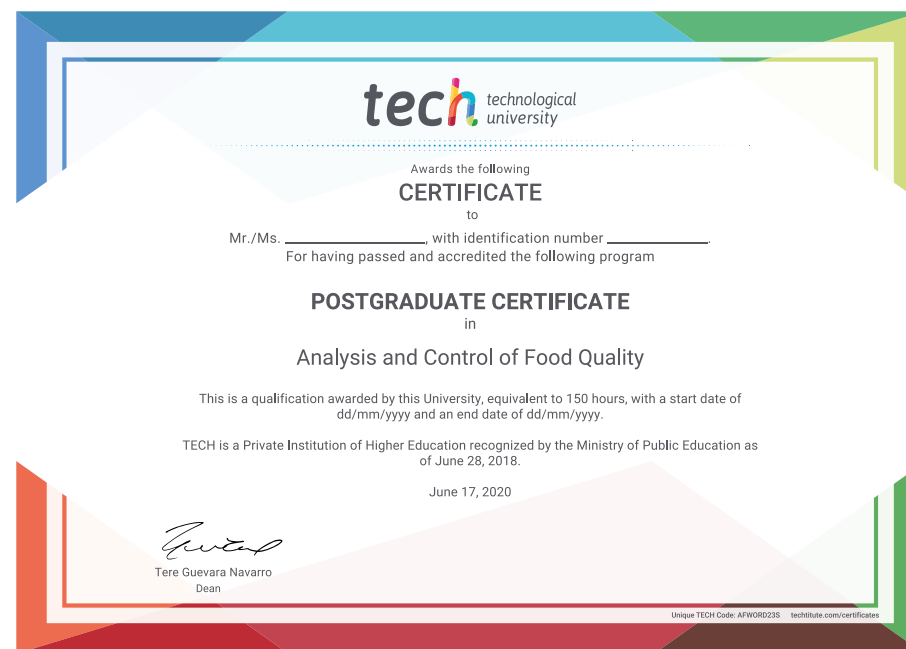 tech technological
university
Awards the following
CERTIFICATE
to
Mr./Ms. ____________________, with identification number ______________.
For having passed and accredited the following program
POSTGRADUATE CERTIFICATE
in
Analysis and Control of Food Quality
This is a qualification awarded by this University, equivalent to 150 hours, with a start date of
dd/mm/yyyy and an end date of dd/mm/yyyy.
TECH is a Private Institution of Higher Education recognized by the Ministry of Public Education as
of June 28, 2018.
June 17, 2020
Tere Guevara Navarro
Dean
Unique TECH Code: AFWORD23S techtitute.com/certificates